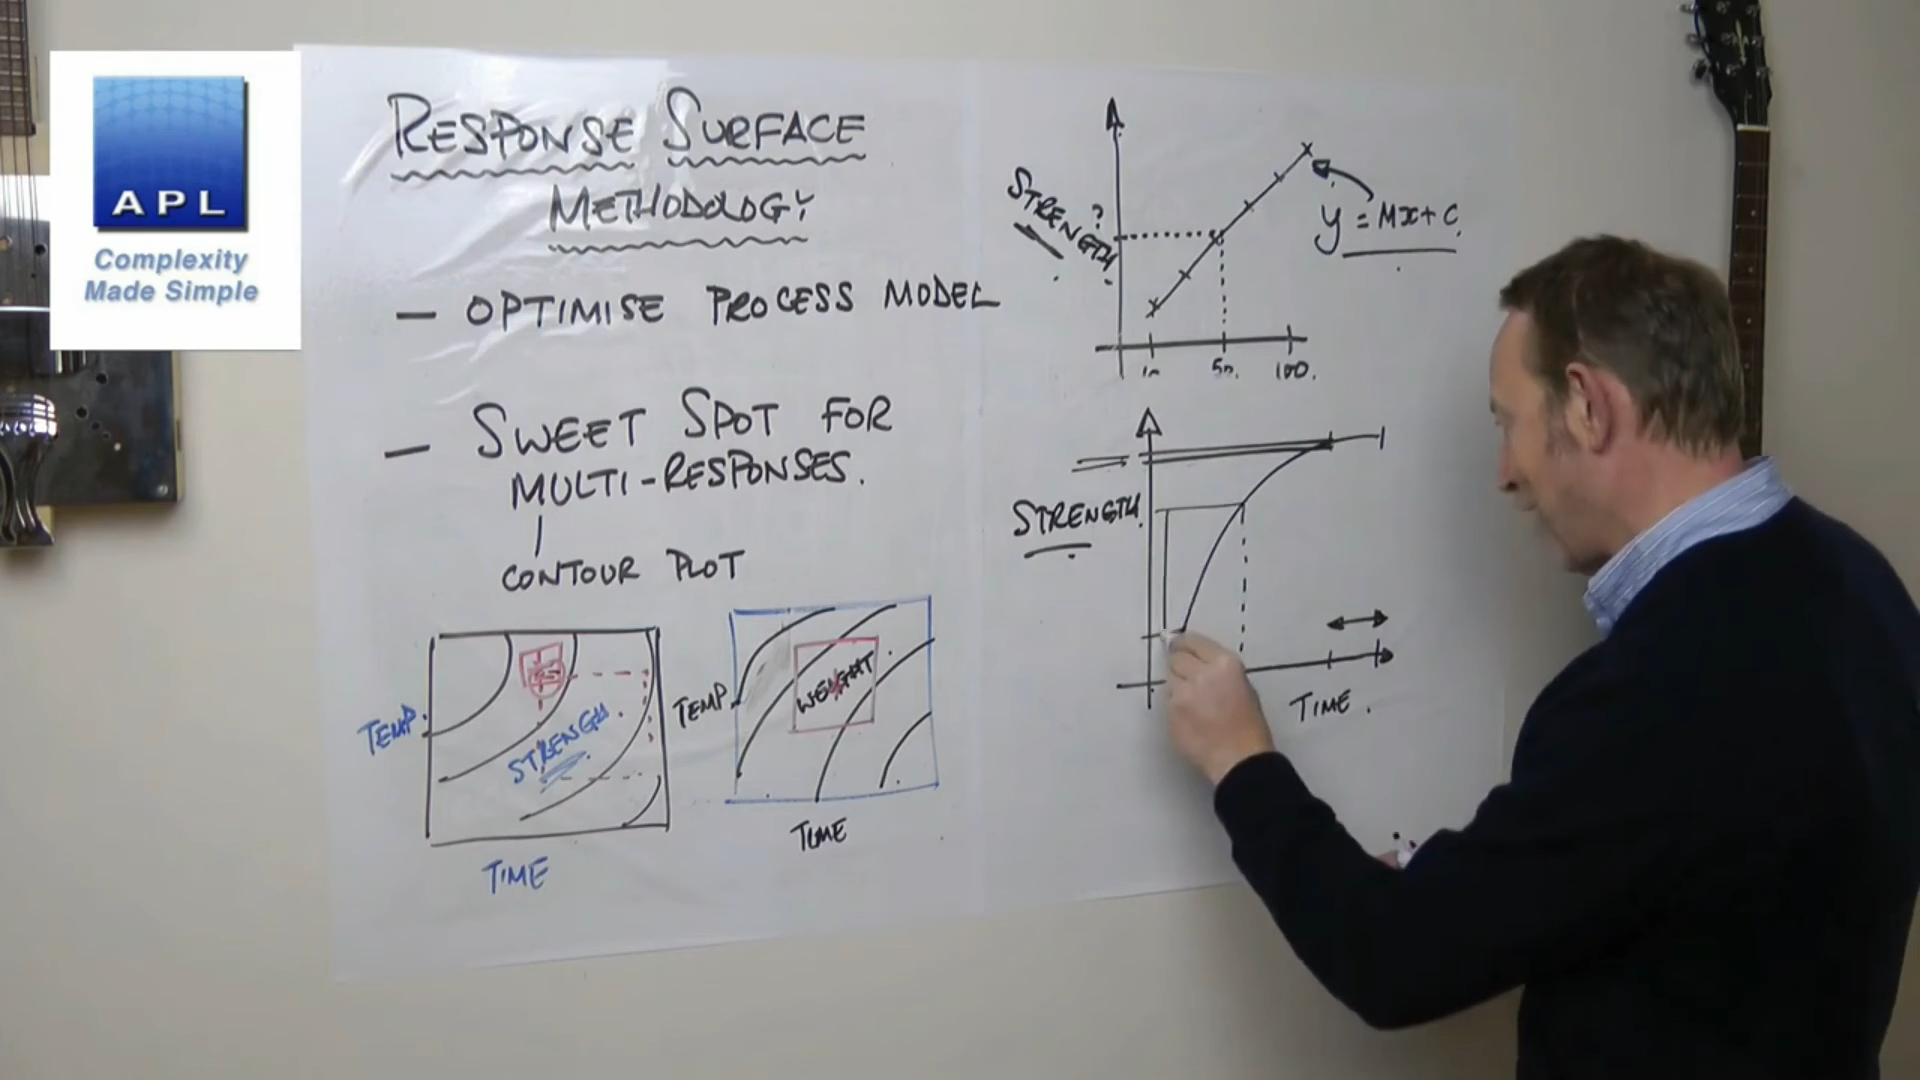 APL
Complexity
Made Simple
RESPONSE SURFACE
METHODOLOGY
- OPTIMISE PROCESS MODEL
- SWEET SPOT FOR
MULTI-RESPONSES.
CONTOUR PLOT
TEMP.
STRENGTH.
TIME
TEMP
WEIGHT
TIME
STRENGTH
?
y = Mx + C
10 50. 100.
STRENGTH.
TIME.